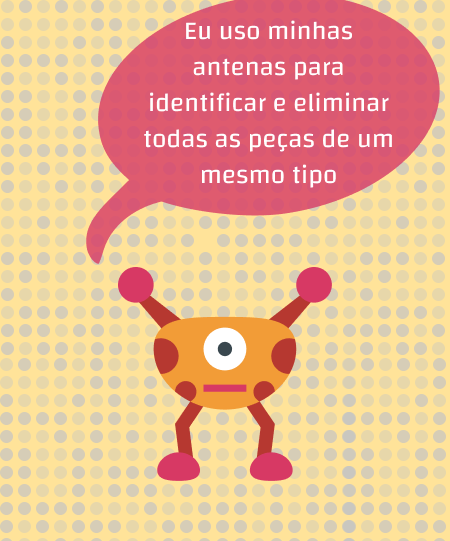 Eu uso minhas
antenas para
identificar e eliminar
todas as peças de um
mesmo tipo